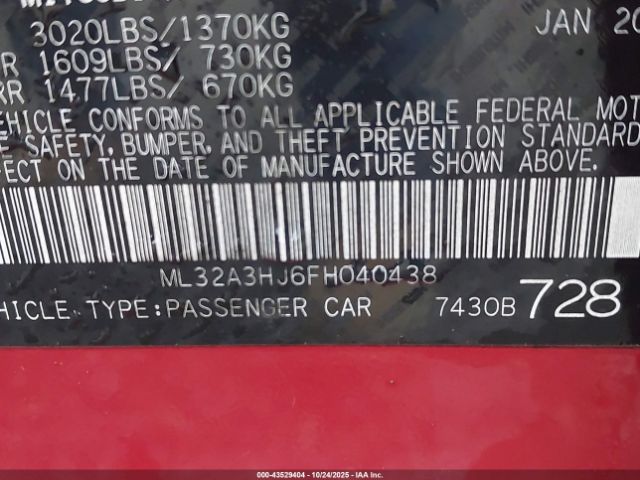 3020LBS/1370KG JAN 20
R 1609LBS/ 730KG
RR 1477LBS/ 670KG
EHICLE CONFORMS TO ALL APPLICABLE FEDERAL MOT
E SAFETY, BUMPER, AND THEFT PREVENTION STANDARD
FECT ON THE DATE OF MANUFACTURE SHOWN ABOVE.
ML32A3HJ6FH040438
EHICLE TYPE:PASSENGER CAR 7430B 728
000-43529404 - 10/24/2025 - IAA Inc.